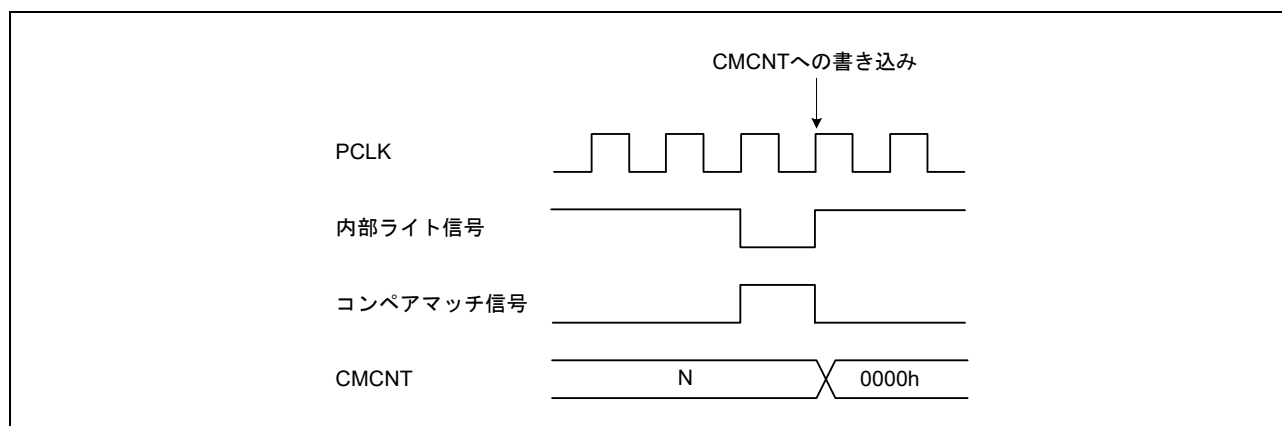 CMCNTへの書き込み
PCLK
内部ライト信号
コンペアマッチ信号
CMCNT
N
0000h